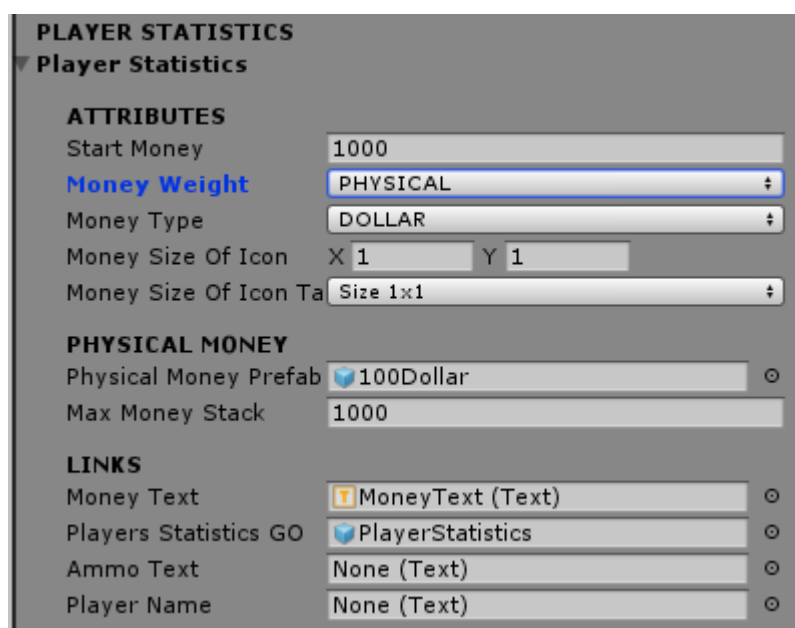 PLAYER STATISTICS
Player Statistics
ATTRIBUTES
Start Money 1000
Money Weight PHYSICAL
Money Type DOLLAR
Money Size Of Icon X 1 Y 1
Money Size Of Icon Ta Size 1x1
PHYSICAL MONEY
Physical Money Prefab 100Dollar
Max Money Stack 1000
LINKS
Money Text T MoneyText (Text)
Players Statistics GO PlayerStatistics
Ammo Text None (Text)
Player Name None (Text)